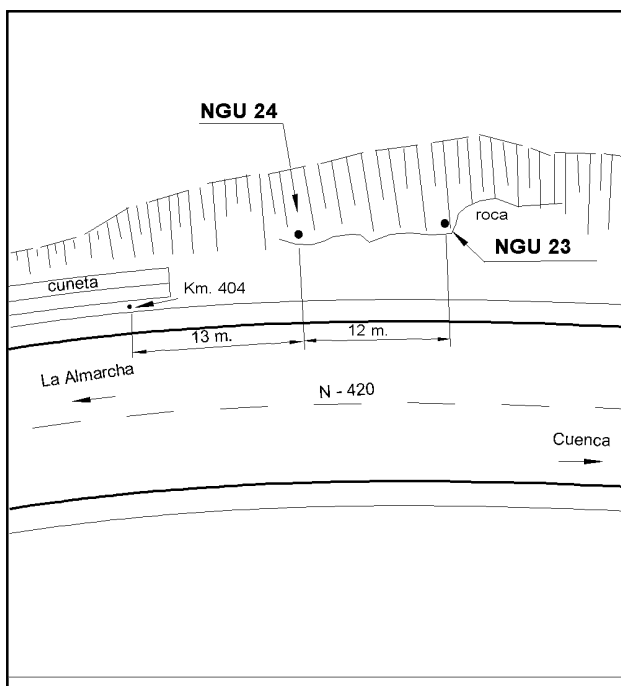 NGU 24
roca
NGU 23
cuneta
Km. 404
13 m.
12 m.
La Almarcha
N - 420
Cuenca